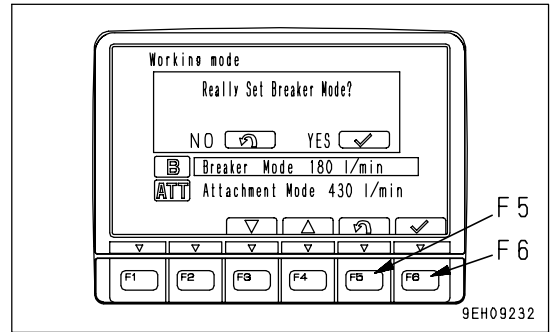 Working mode
Really Set Breaker Mode?
NO YES
B Breaker Mode 180 l/min
ATT Attachment Mode 430 l/min
F5
F6
F1 F2 F3 F4 F5 F6
9EH09232